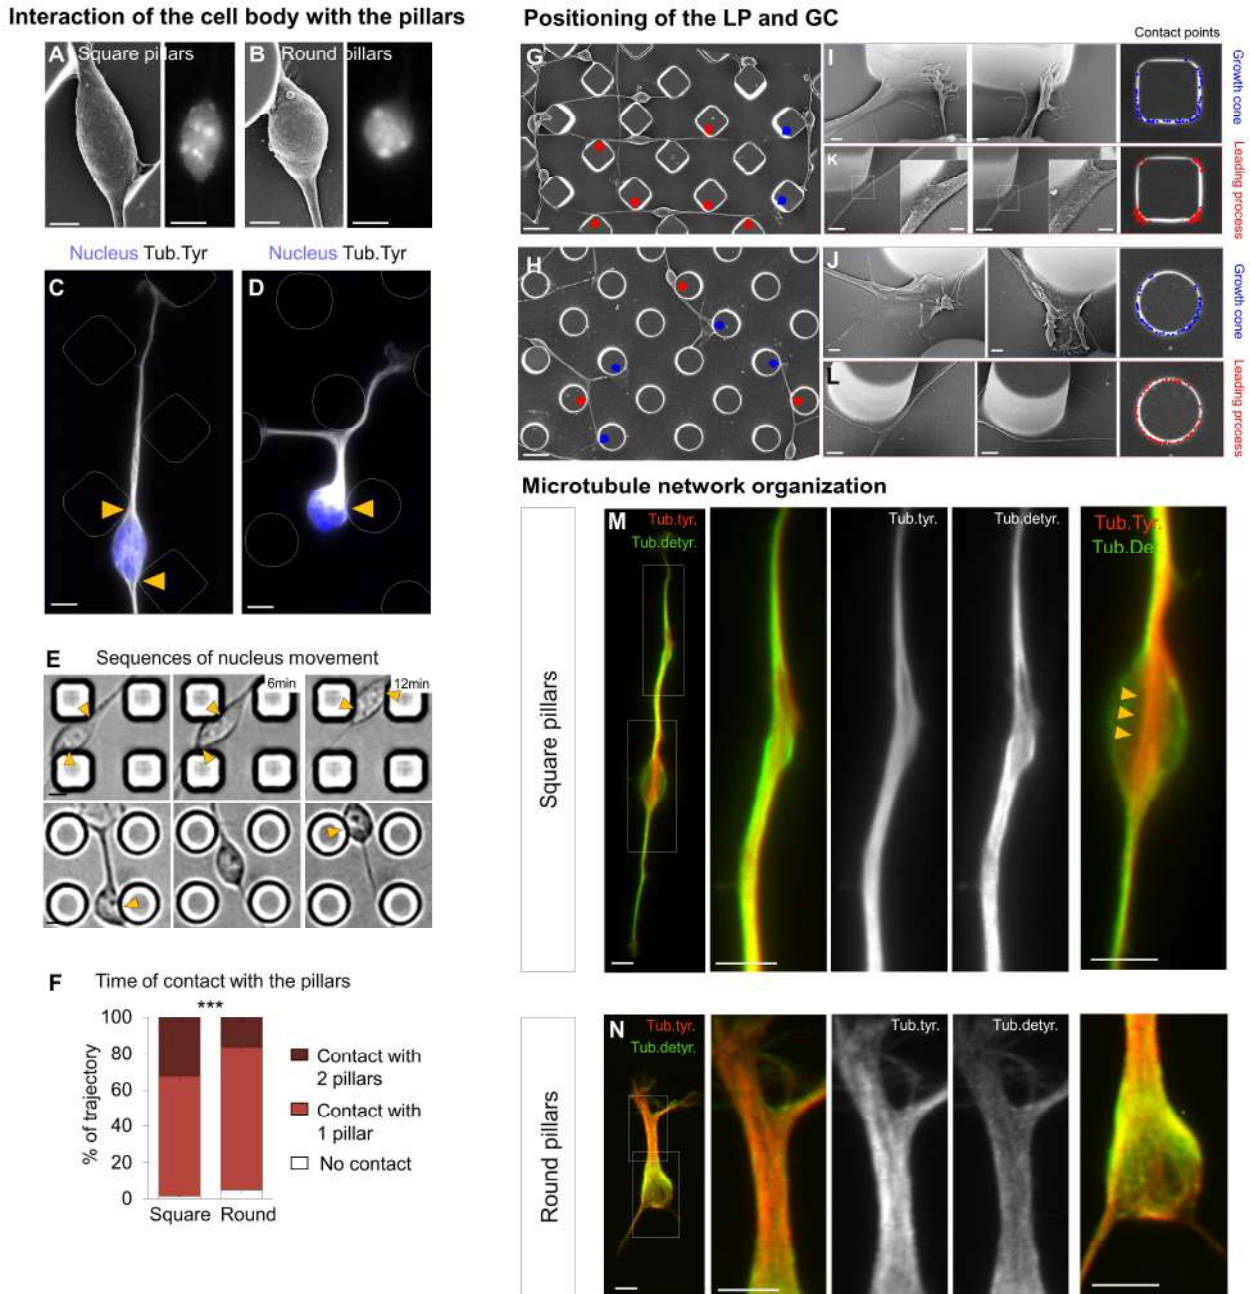 Interaction of the cell body with the pillars
A Square pillars
B Round pillars
Nucleus Tub.Tyr
Nucleus Tub.Tyr
C
D
E Sequences of nucleus movement
6min
12min
F Time of contact with the pillars
***
100
80
60
40
20
0
% of trajectory
Square Round
Contact with
2 pillars
Contact with
1 pillar
No contact
Positioning of the LP and GC
Contact points
G
I
Growth cone
K
Leading process
H
J
Growth cone
L
Leading process
Microtubule network organization
Square pillars
M
Tub.tyr.
Tub.detyr.
Tub.tyr.
Tub.detyr.
Tub.Tyr.
Tub.Det.
Round pillars
N
Tub.tyr.
Tub.detyr.
Tub.tyr.
Tub.detyr.